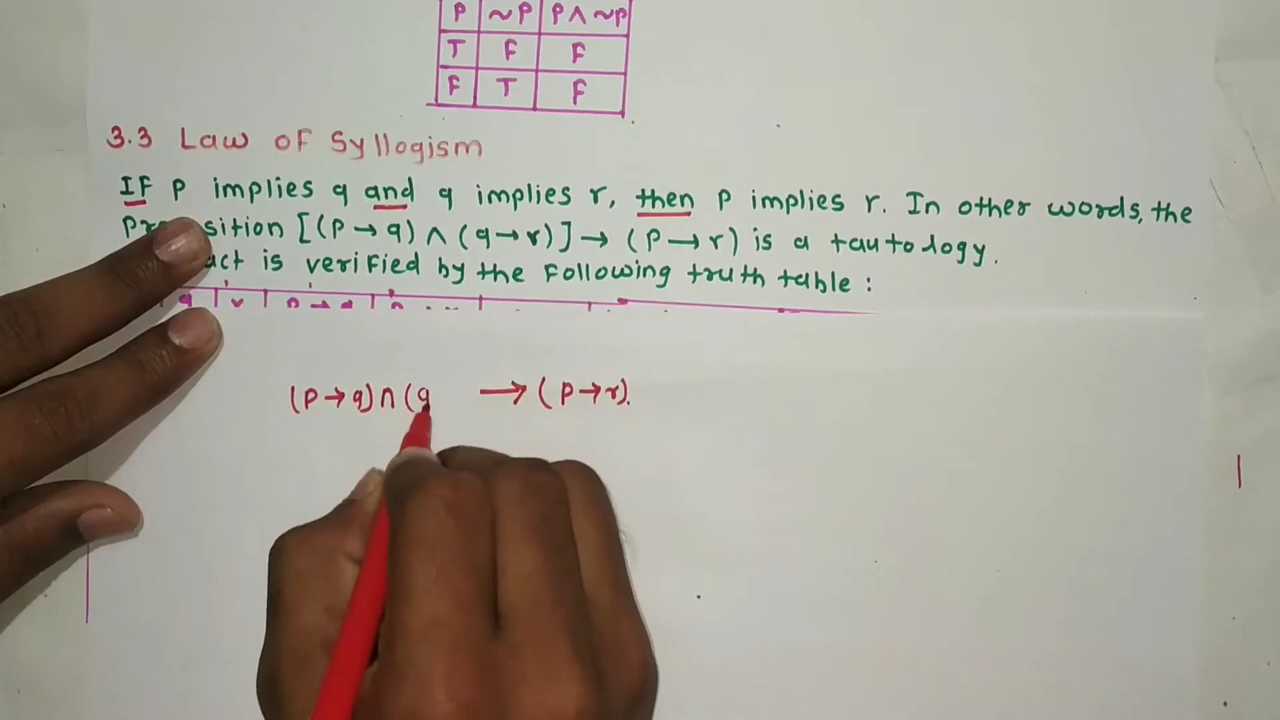 P ~P P∧~P
T F F
F T F
3.3 Law of Syllogism
IF P implies q and q implies r, then P implies r. In other words, the
sition [(P→q)∧(q→r)]→(P→r) is a tautology.
is verified by the following truth table:
q r P→q
(P→q)∧(q →(P→r).